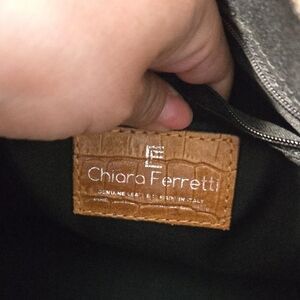 Chiara Ferretti
GENUINE LEATHER MADE IN ITALY